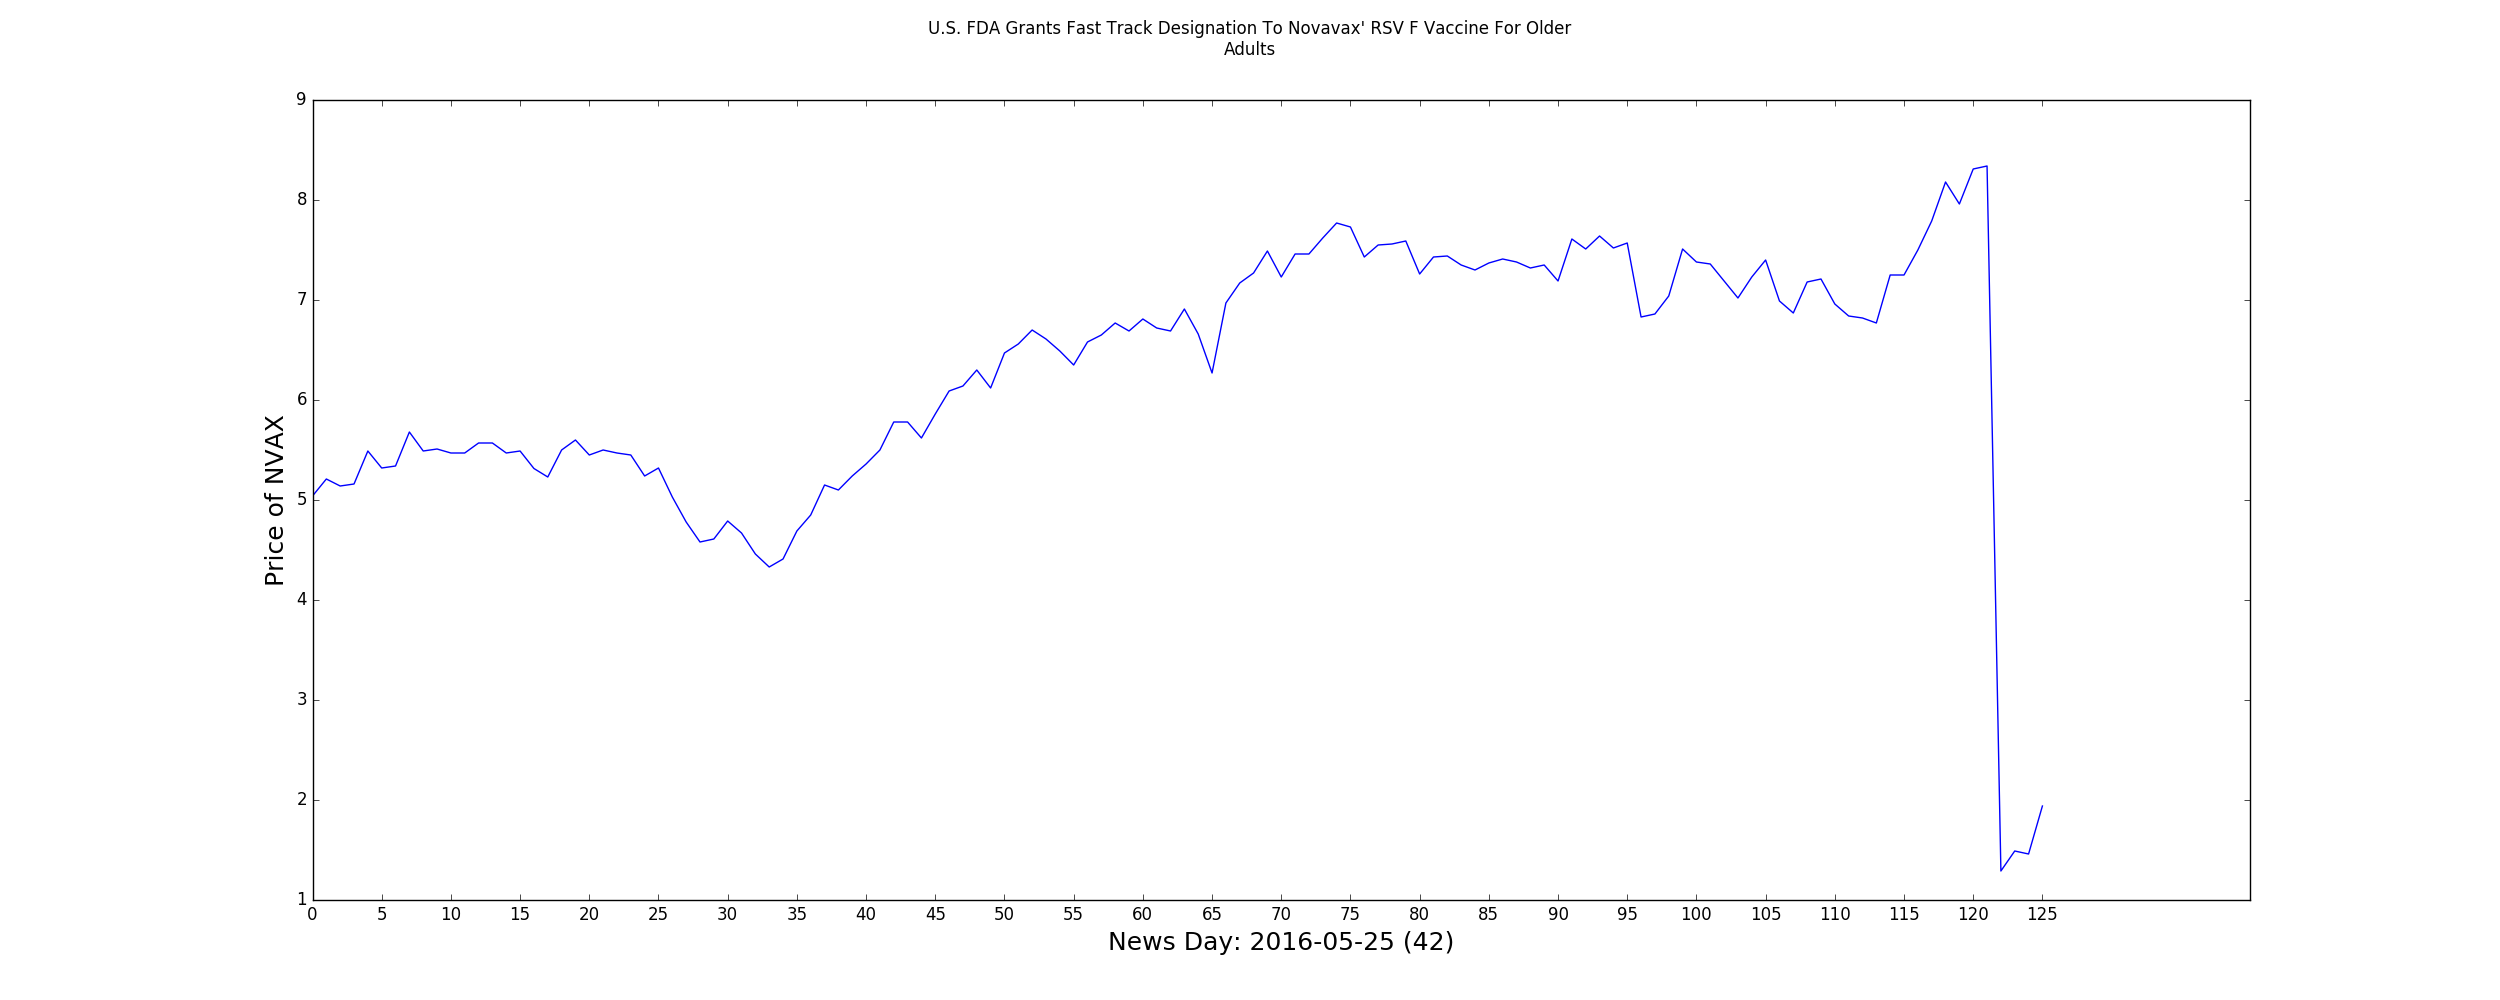 U.S. FDA Grants Fast Track Designation To Novavax' RSV F Vaccine For Older
Adults
9
8
7
6
5
4
3
2
1
Price of NVAX
0 5 10 15 20 25 30 35 40 45 50 55 60 65 70 75 80 85 90 95 100 105 110 115 120 125
News Day: 2016-05-25 (42)